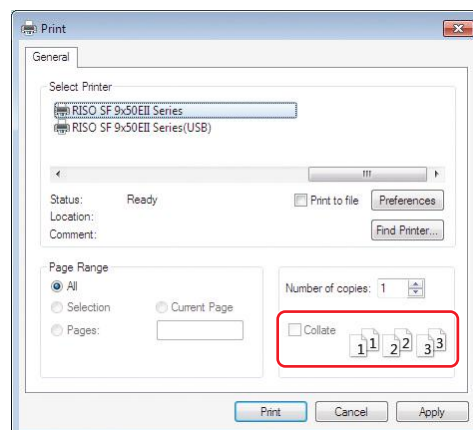 Print
General
Select Printer
RISO SF 9x50EII Series
RISO SF 9x50EII Series(USB)
Status: Ready
Print to file
Preferences
Location:
Comment:
Find Printer...
Page Range
All
Selection
Current Page
Pages:
Number of copies: 1
Collate
1 1 2 2 3 3
Print Cancel Apply